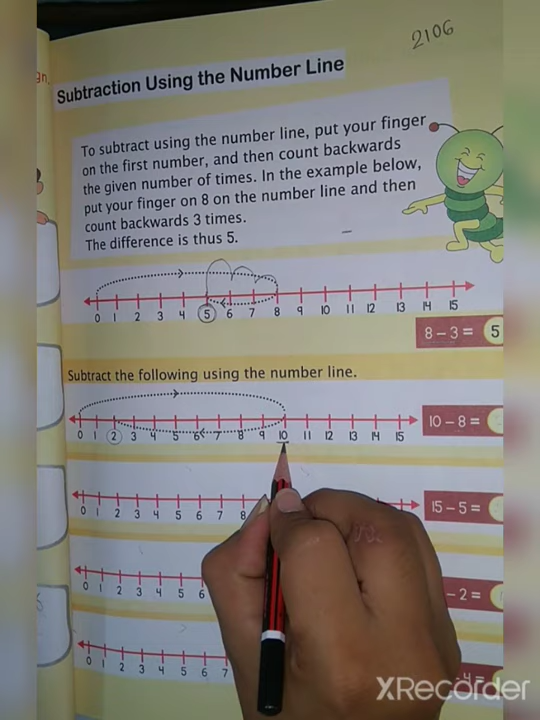 2106
gn.
Subtraction Using the Number Line
To subtract using the number line, put your finger
on the first number, and then count backwards
the given number of times. In the example below,
put your finger on 8 on the number line and then
count backwards 3 times.
The difference is thus 5.
0 1 2 3 4 5 6 7 8 9 10 11 12 13 14 15
8 – 3 = 5
Subtract the following using the number line.
0 1 2 3 4 5 6 7 8 9 10 11 12 13 14 15
10 – 8 =
0 1 2 3 4 5 6 7 8
15 – 5 =
0 1 2 3 4 5 6
– 2 =
0 1 2 3 4 5 6 7
4 =
XRecorder